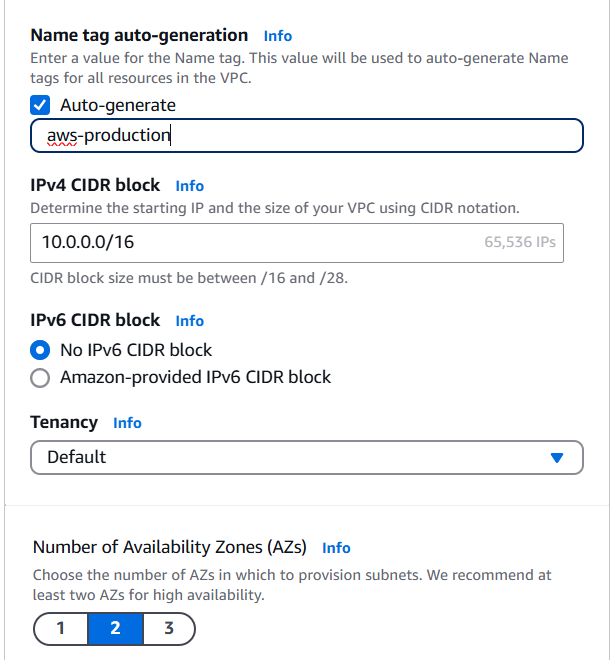 Name tag auto-generation Info
Enter a value for the Name tag. This value will be used to auto-generate Name
tags for all resources in the VPC.
Auto-generate
aws-production
IPv4 CIDR block Info
Determine the starting IP and the size of your VPC using CIDR notation.
10.0.0.0/16 65,536 IPs
CIDR block size must be between /16 and /28.
IPv6 CIDR block Info
No IPv6 CIDR block
Amazon-provided IPv6 CIDR block
Tenancy Info
Default
Number of Availability Zones (AZs) Info
Choose the number of AZs in which to provision subnets. We recommend at
least two AZs for high availability.
1 2 3